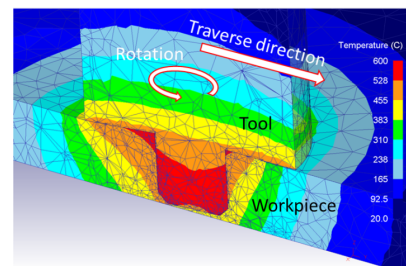 Traverse direction
Rotation
Temperature (C)
600
528
455
383
310
238
165
92.5
20.0
Tool
Workpiece